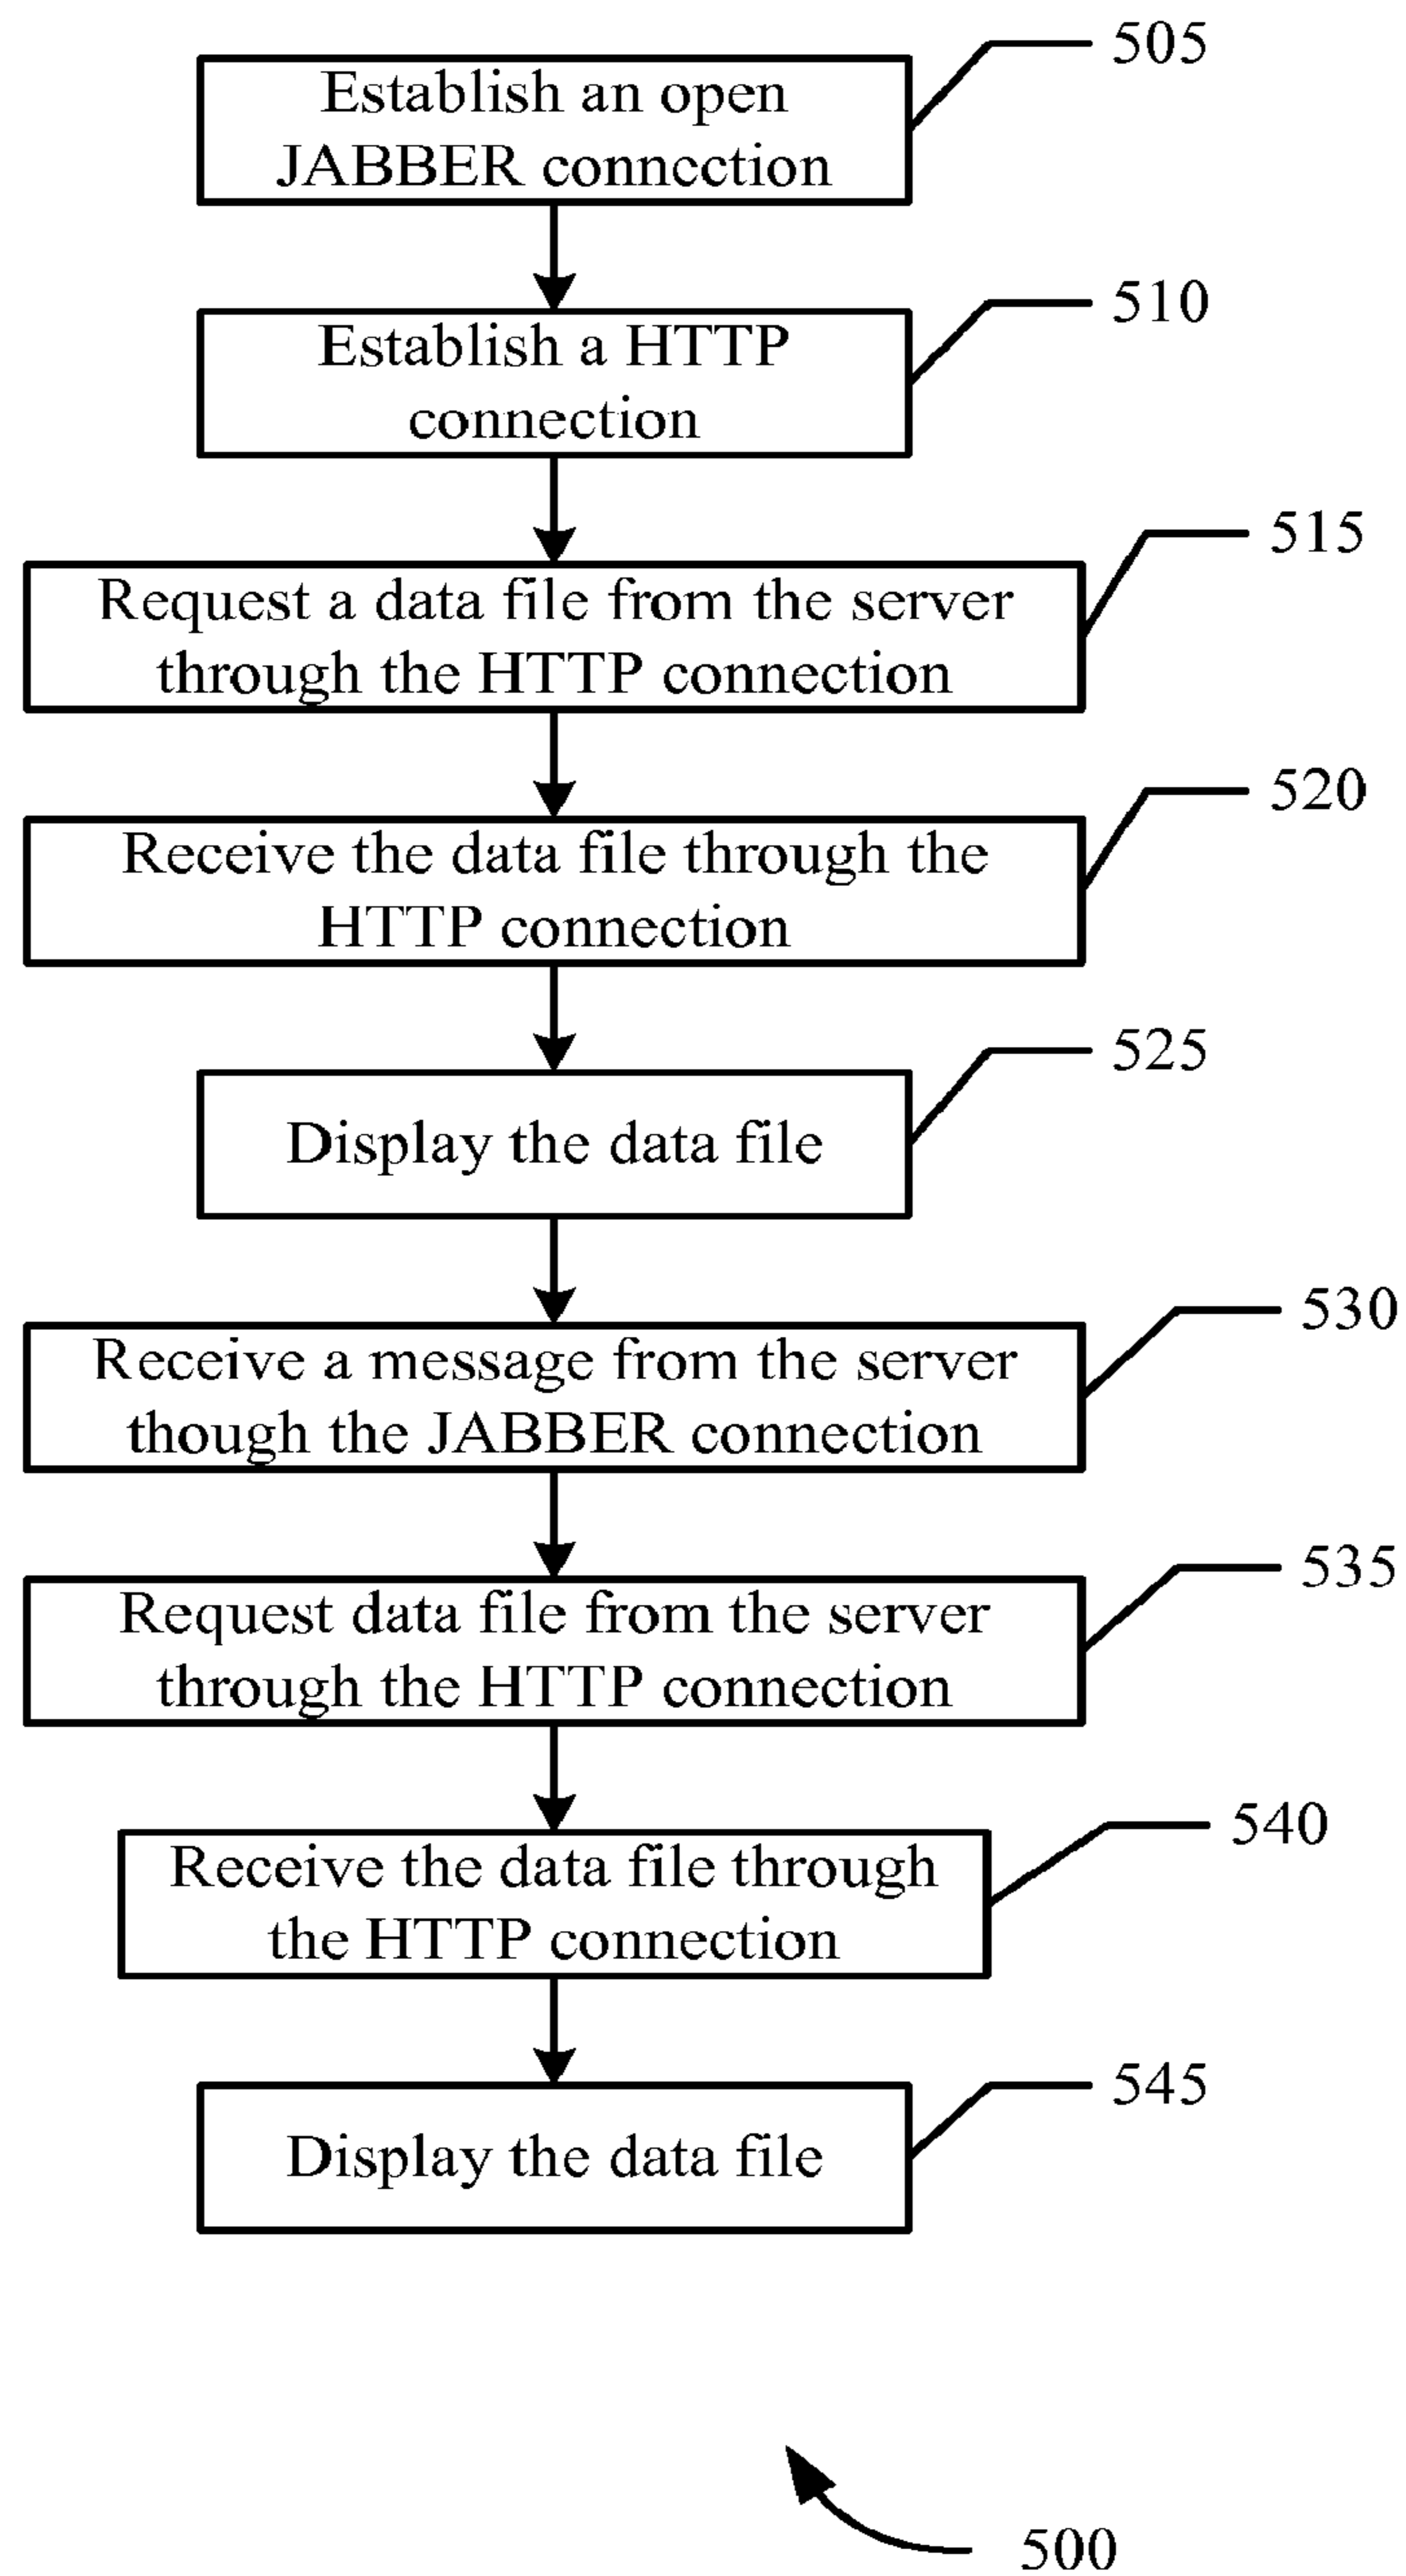 505
Establish an open
JABBER connection
510
Establish a HTTP
connection
515
Request a data file from the server
through the HTTP connection
520
Receive the data file through the
HTTP connection
525
Display the data file
530
Receive a message from the server
though the JABBER connection
535
Request data file from the server
through the HTTP connection
540
Receive the data file through
the HTTP connection
545
Display the data file
500